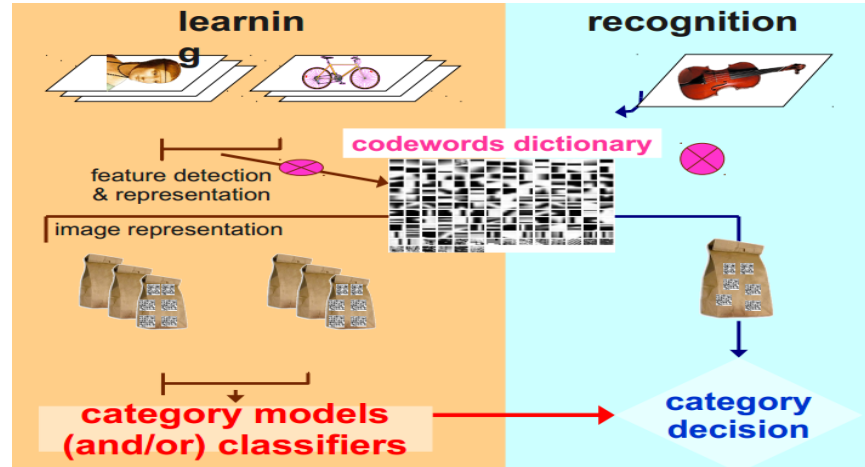 learnin
g
recognition
codewords dictionary
feature detection
& representation
image representation
category models
(and/or) classifiers
category
decision